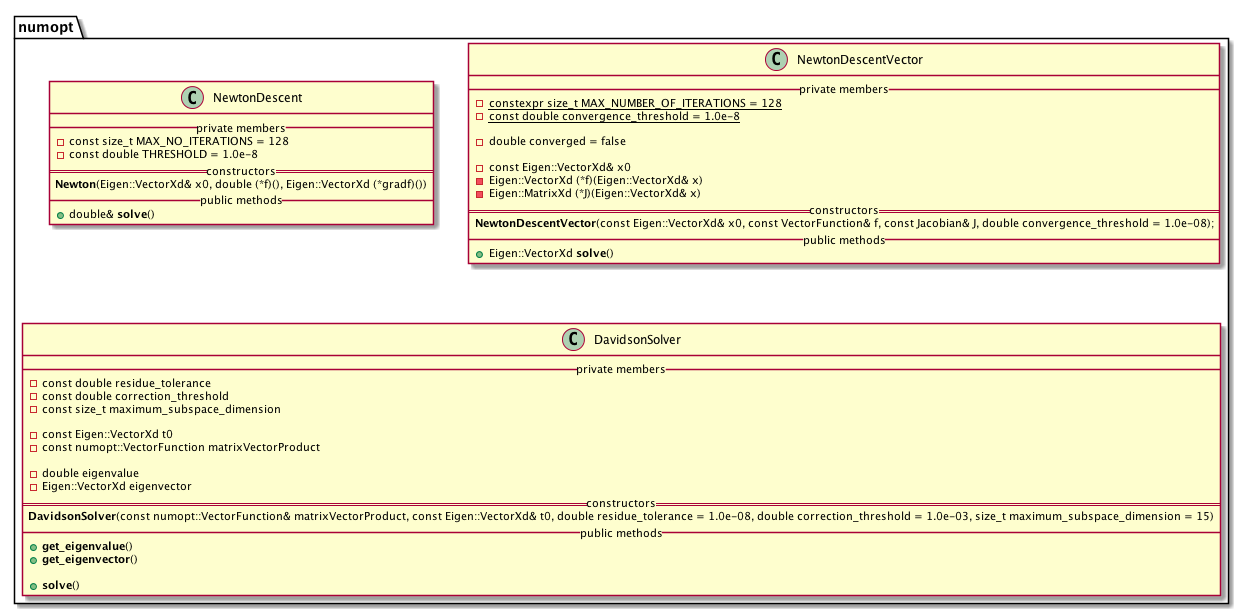 numopt
C NewtonDescent
private members
const size_t MAX_NO_ITERATIONS = 128
const double THRESHOLD = 1.0e-8
constructors
Newton(Eigen::VectorXd& x0, double (*f)(), Eigen::VectorXd (*gradf)())
public methods
double& solve()
C NewtonDescentVector
private members
constexpr size_t MAX_NUMBER_OF_ITERATIONS = 128
const double convergence_threshold = 1.0e-8
double converged = false
const Eigen::VectorXd& x0
Eigen::VectorXd (*f)(Eigen::VectorXd& x)
Eigen::MatrixXd (*J)(Eigen::VectorXd& x)
constructors
NewtonDescentVector(const Eigen::VectorXd& x0, const VectorFunction& f, const Jacobian& J, double convergence_threshold = 1.0e-08);
public methods
Eigen::VectorXd solve()
C DavidsonSolver
private members
const double residue_tolerance
const double correction_threshold
const size_t maximum_subspace_dimension
const Eigen::VectorXd t0
const numopt::VectorFunction matrixVectorProduct
double eigenvalue
Eigen::VectorXd eigenvector
constructors
DavidsonSolver(const numopt::VectorFunction& matrixVectorProduct, const Eigen::VectorXd& t0, double residue_tolerance = 1.0e-08, double correction_threshold = 1.0e-03, size_t maximum_subspace_dimension = 15)
public methods
get_eigenvalue()
get_eigenvector()
solve()